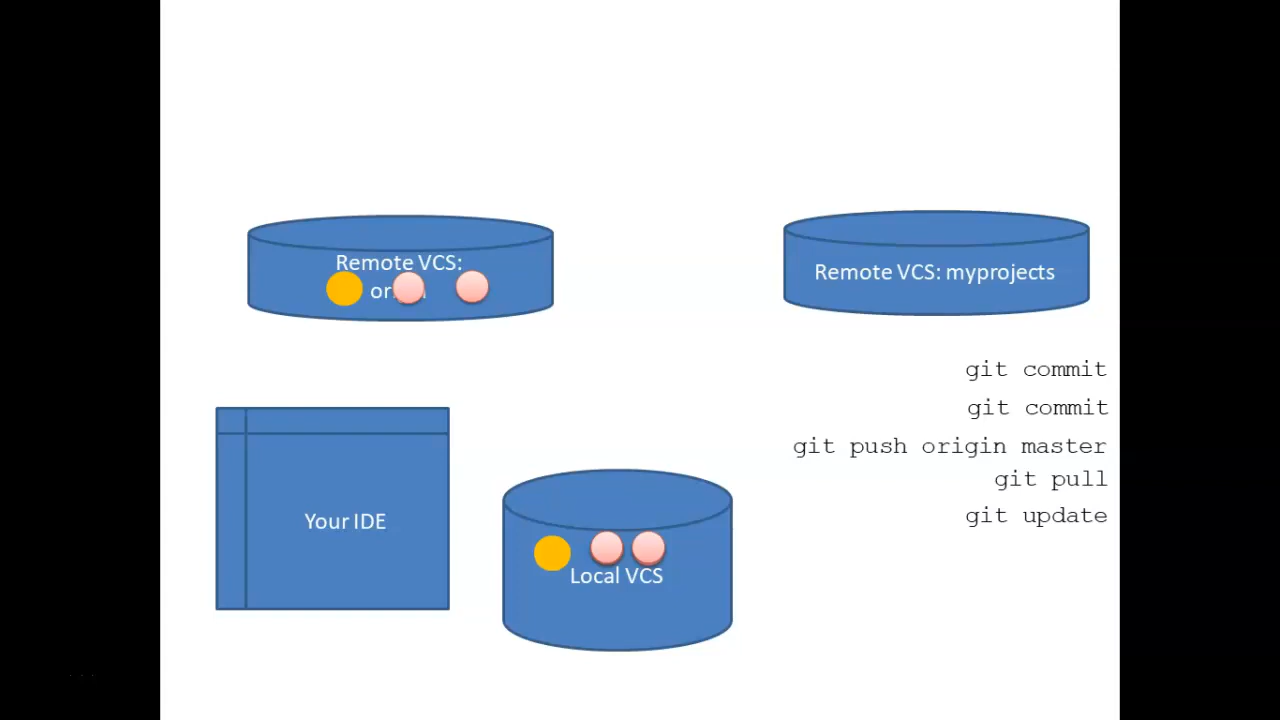 Remote VCS:
Remote VCS: myprojects
git commit
git commit
git push origin master
git pull
git update
Your IDE
Local VCS